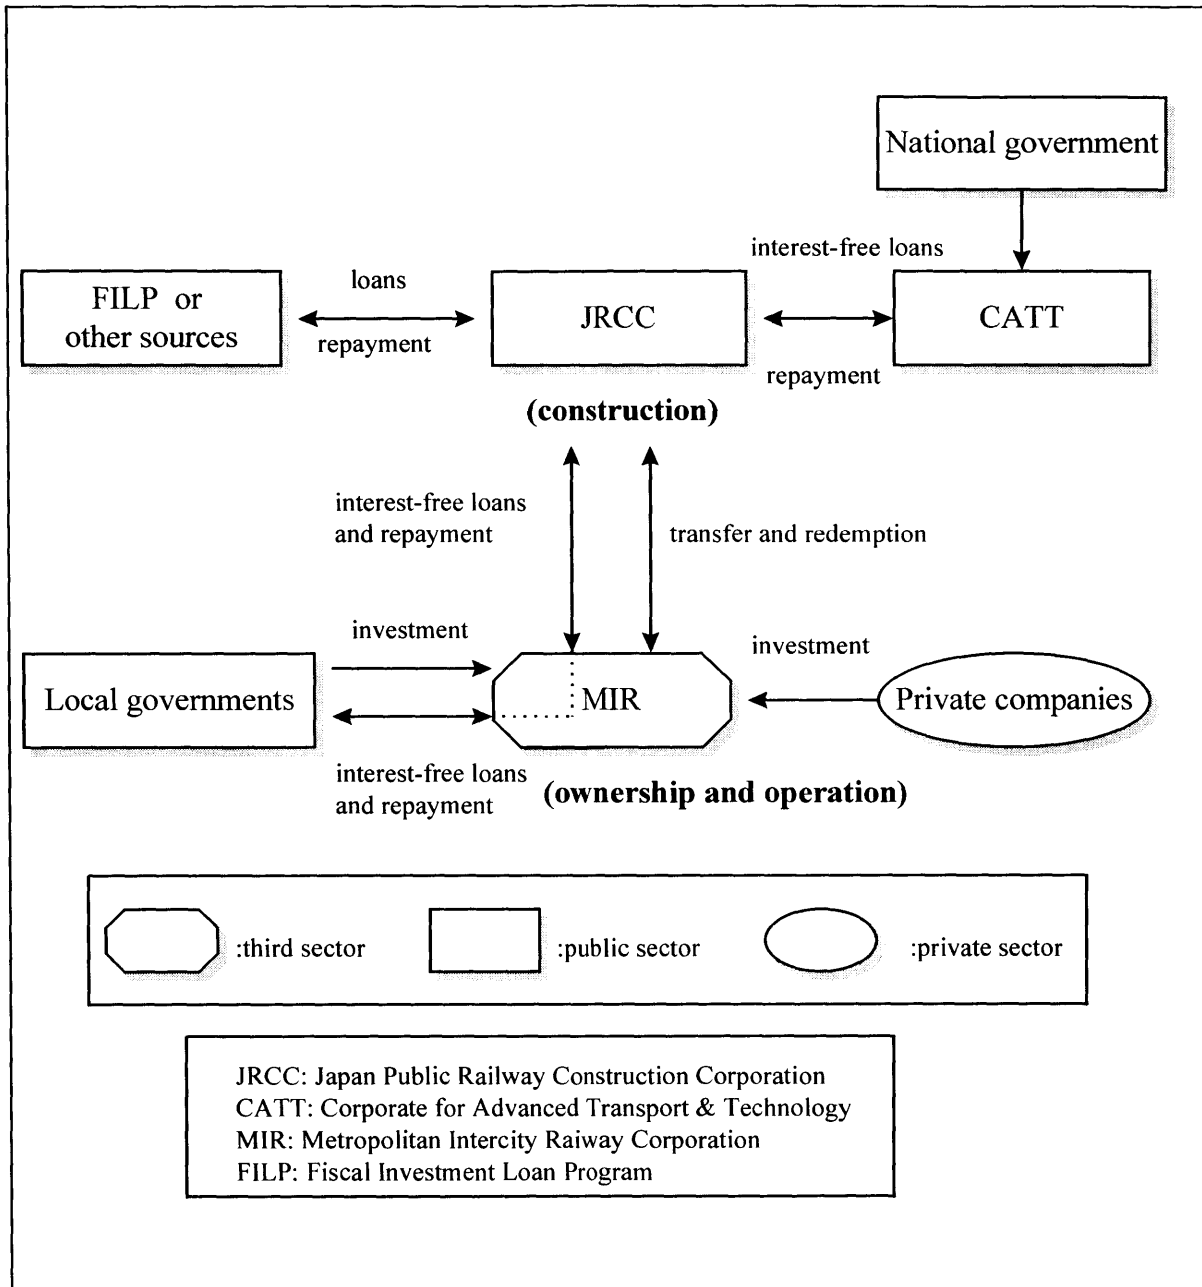 National government
interest-free loans
FILP or
other sources
loans
repayment
JRCC
CATT
repayment
(construction)
interest-free loans
and repayment
transfer and redemption
investment
Local governments
MIR
investment
Private companies
interest-free loans
and repayment
(ownership and operation)
:third sector
:public sector
:private sector
JRCC: Japan Public Railway Construction Corporation
CATT: Corporate for Advanced Transport & Technology
MIR: Metropolitan Intercity Raiway Corporation
FILP: Fiscal Investment Loan Program